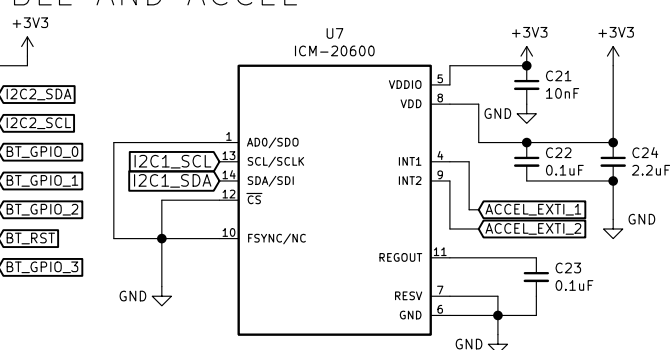 BLE AND ACCEL
+3V3
I2C2_SDA
I2C2_SCL
BT_GPIO_0
BT_GPIO_1
BT_GPIO_2
BT_RST
BT_GPIO_3
U7
ICM-20600
1 AD0/SDO
I2C1_SCL 13 SCL/SCLK
I2C1_SDA 14 SDA/SDI
12 CS
10 FSYNC/NC
GND
VDDIO 5
VDD 8
INT1 4
INT2 9
REGOUT 11
RESV 7
GND 6
+3V3
+3V3
C21
10nF
GND
C22
0.1uF
C24
2.2uF
ACCEL_EXTI_1
ACCEL_EXTI_2
GND
C23
0.1uF
GND